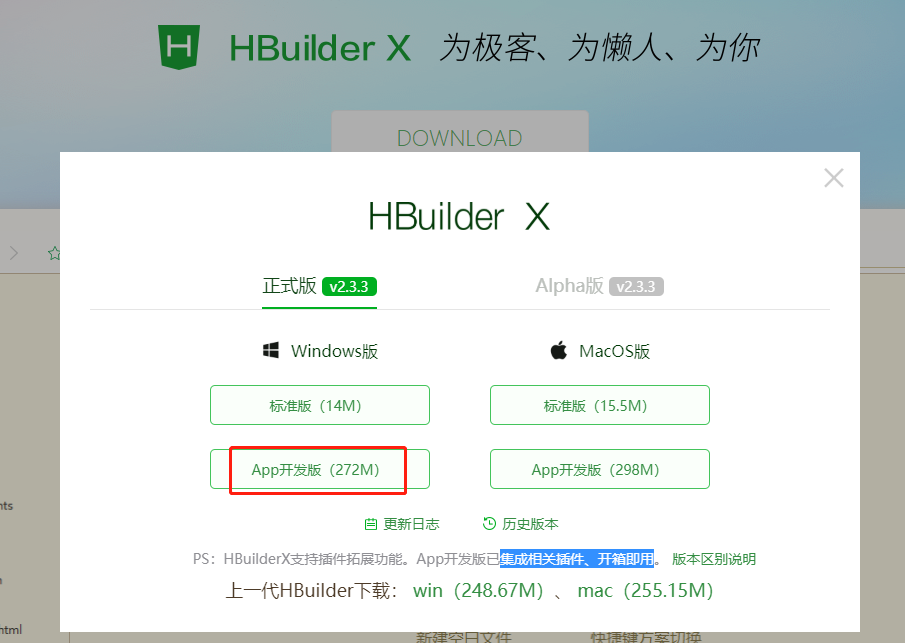 HBuilder X 为极客、为懒人、为你
DOWNLOAD
HBuilder X
正式版 v2.3.3
Alpha版 v2.3.3
Windows版
MacOS版
标准版（14M）
标准版（15.5M）
App开发版（272M）
App开发版（298M）
更新日志
历史版本
PS：HBuilderX支持插件拓展功能。App开发版已集成相关插件、开箱即用。 版本区别说明
上一代HBuilder下载： win（248.67M）、 mac（255.15M）
nts
html
新建空白文件
快捷键方案切换